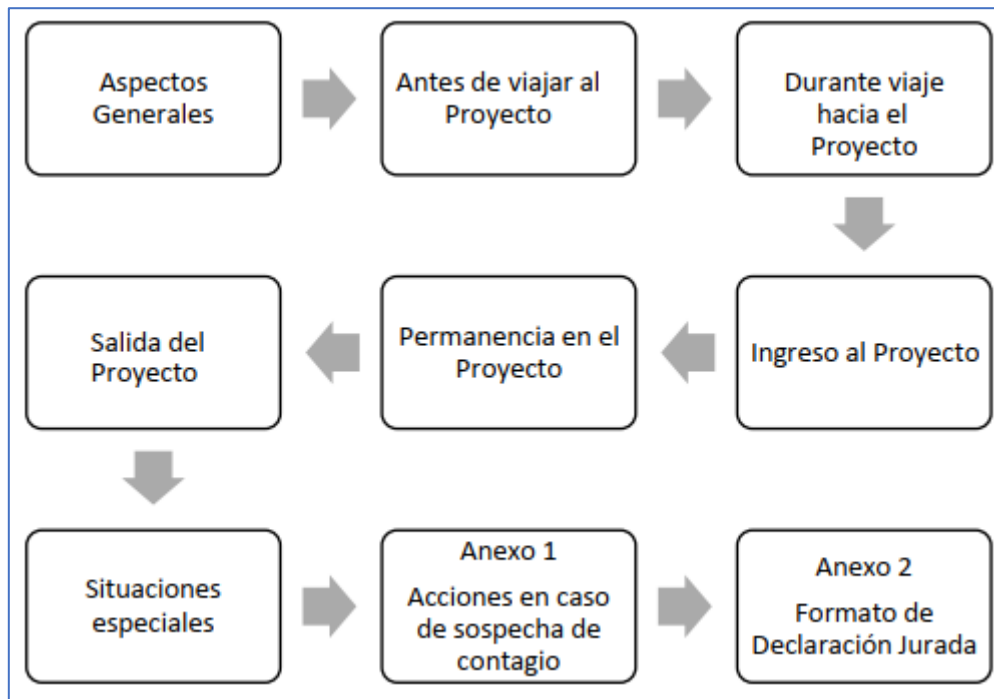 Aspectos
Generales
Antes de viajar al
Proyecto
Durante viaje
hacia el
Proyecto
Ingreso al Proyecto
Permanencia en el
Proyecto
Salida del
Proyecto
Situaciones
especiales
Anexo 1
Acciones en caso
de sospecha de
contagio
Anexo 2
Formato de
Declaración Jurada